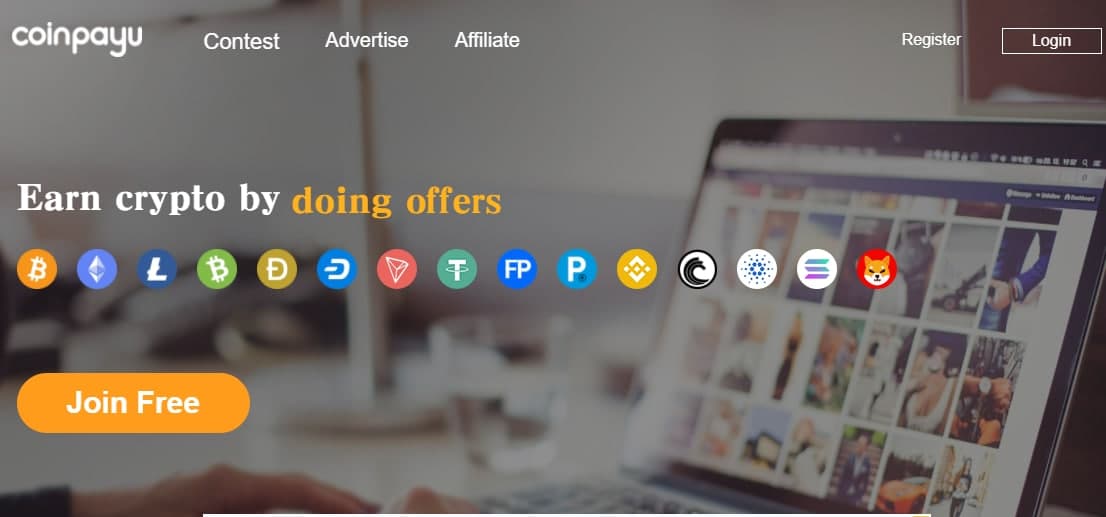 coinpayu Contest Advertise Affiliate Register Login
Earn crypto by doing offers
FP
Join Free